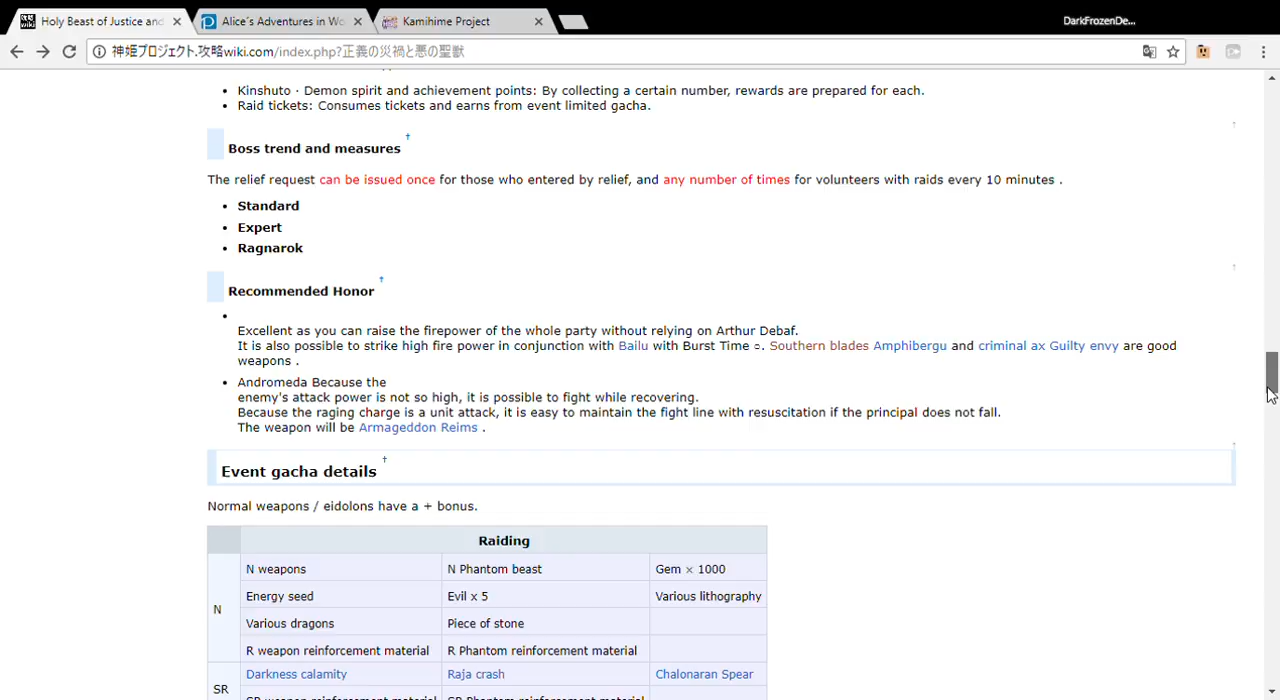 Holy Beast of Justice and
Alice's Adventures in Wo
Kamihime Project
DarkFrozenDe...
神姫プロジェクト.攻略wiki.com/index.php?正義の災禍と悪の聖獣
• Kinshuto · Demon spirit and achievement points: By collecting a certain number, rewards are prepared for each.
• Raid tickets: Consumes tickets and earns from event limited gacha.
Boss trend and measures †
The relief request can be issued once for those who entered by relief, and any number of times for volunteers with raids every 10 minutes .
• Standard
• Expert
• Ragnarok
Recommended Honor †
•
Excellent as you can raise the firepower of the whole party without relying on Arthur Debaf.
It is also possible to strike high fire power in conjunction with Bailu with Burst Time ○. Southern blades Amphibergu and criminal ax Guilty envy are good
weapons .
• Andromeda Because the
enemy's attack power is not so high, it is possible to fight while recovering.
Because the raging charge is a unit attack, it is easy to maintain the fight line with resuscitation if the principal does not fall.
The weapon will be Armageddon Reims .
Event gacha details †
Normal weapons / eidolons have a + bonus.
Raiding
N weapons N Phantom beast Gem × 1000
Energy seed Evil x 5 Various lithography
N
Various dragons Piece of stone
R weapon reinforcement material R Phantom reinforcement material
Darkness calamity Raja crash Chalonaran Spear
SR
SR weapon reinforcement material SR Phantom reinforcement material